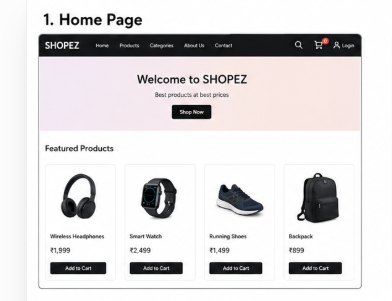 1. Home Page
SHOPEZ Home Products Categories About Us Contact Login
Welcome to SHOPEZ
Best products at best prices
Shop Now
Featured Products
Wireless Headphones Smart Watch Running Shoes Backpack
₹1,999 ₹2,499 ₹1,499 ₹899
Add to Cart Add to Cart Add to Cart Add to Cart